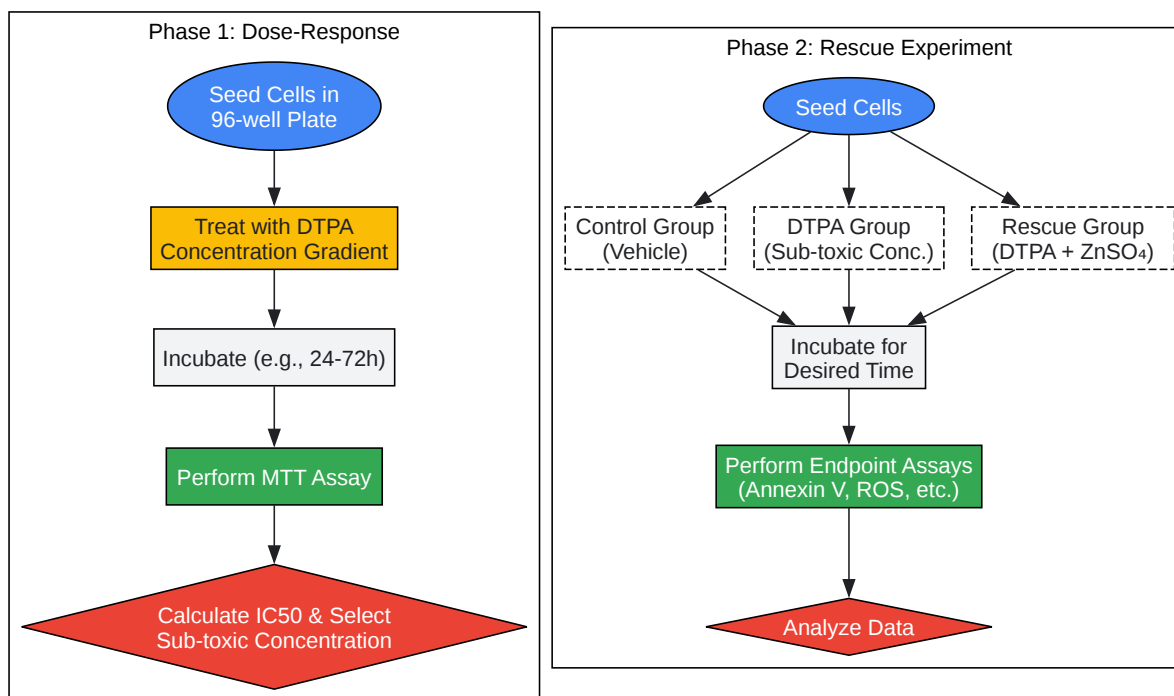 Phase 1: Dose-Response
Seed Cells in
96-well Plate
Treat with DTPA
Concentration Gradient
Incubate (e.g., 24-72h)
Perform MTT Assay
Calculate IC50 & Select
Sub-toxic Concentration
Phase 2: Rescue Experiment
Seed Cells
Control Group
(Vehicle)
DTPA Group
(Sub-toxic Conc.)
Rescue Group
(DTPA + ZnSO₄)
Incubate for
Desired Time
Perform Endpoint Assays
(Annexin V, ROS, etc.)
Analyze Data